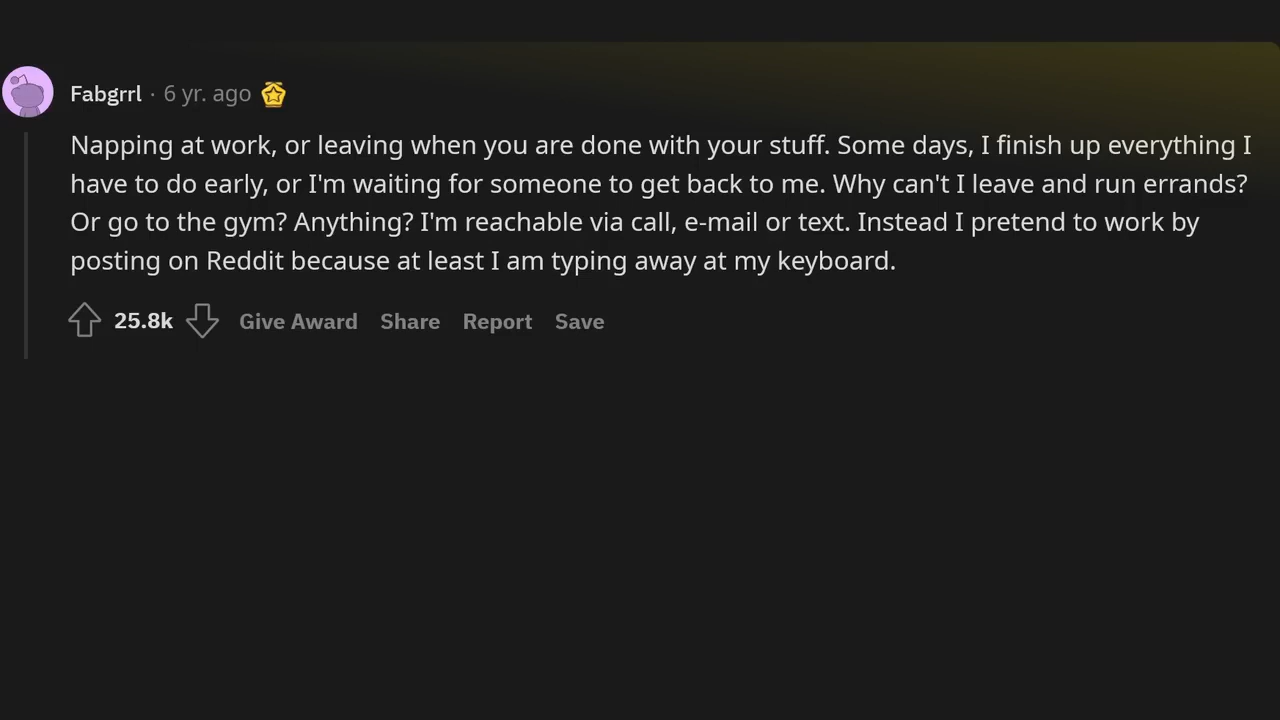 Fabgrrl · 6 yr. ago
Napping at work, or leaving when you are done with your stuff. Some days, I finish up everything I
have to do early, or I'm waiting for someone to get back to me. Why can't I leave and run errands?
Or go to the gym? Anything? I'm reachable via call, e-mail or text. Instead I pretend to work by
posting on Reddit because at least I am typing away at my keyboard.
25.8k Give Award Share Report Save